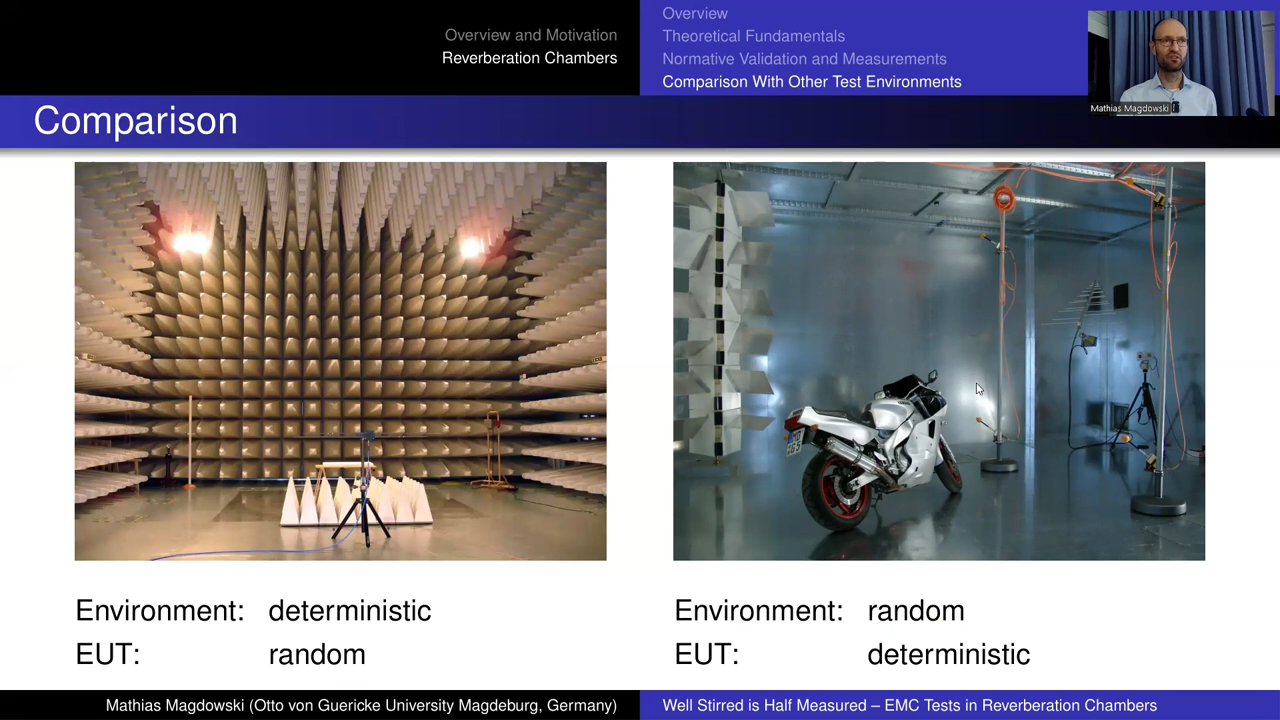 Overview and Motivation
Reverberation Chambers
Overview
Theoretical Fundamentals
Normative Validation and Measurements
Comparison With Other Test Environments
Mathias Magdowski
Comparison
Environment: deterministic
EUT: random
Environment: random
EUT: deterministic
Mathias Magdowski (Otto von Guericke University Magdeburg, Germany)
Well Stirred is Half Measured – EMC Tests in Reverberation Chambers